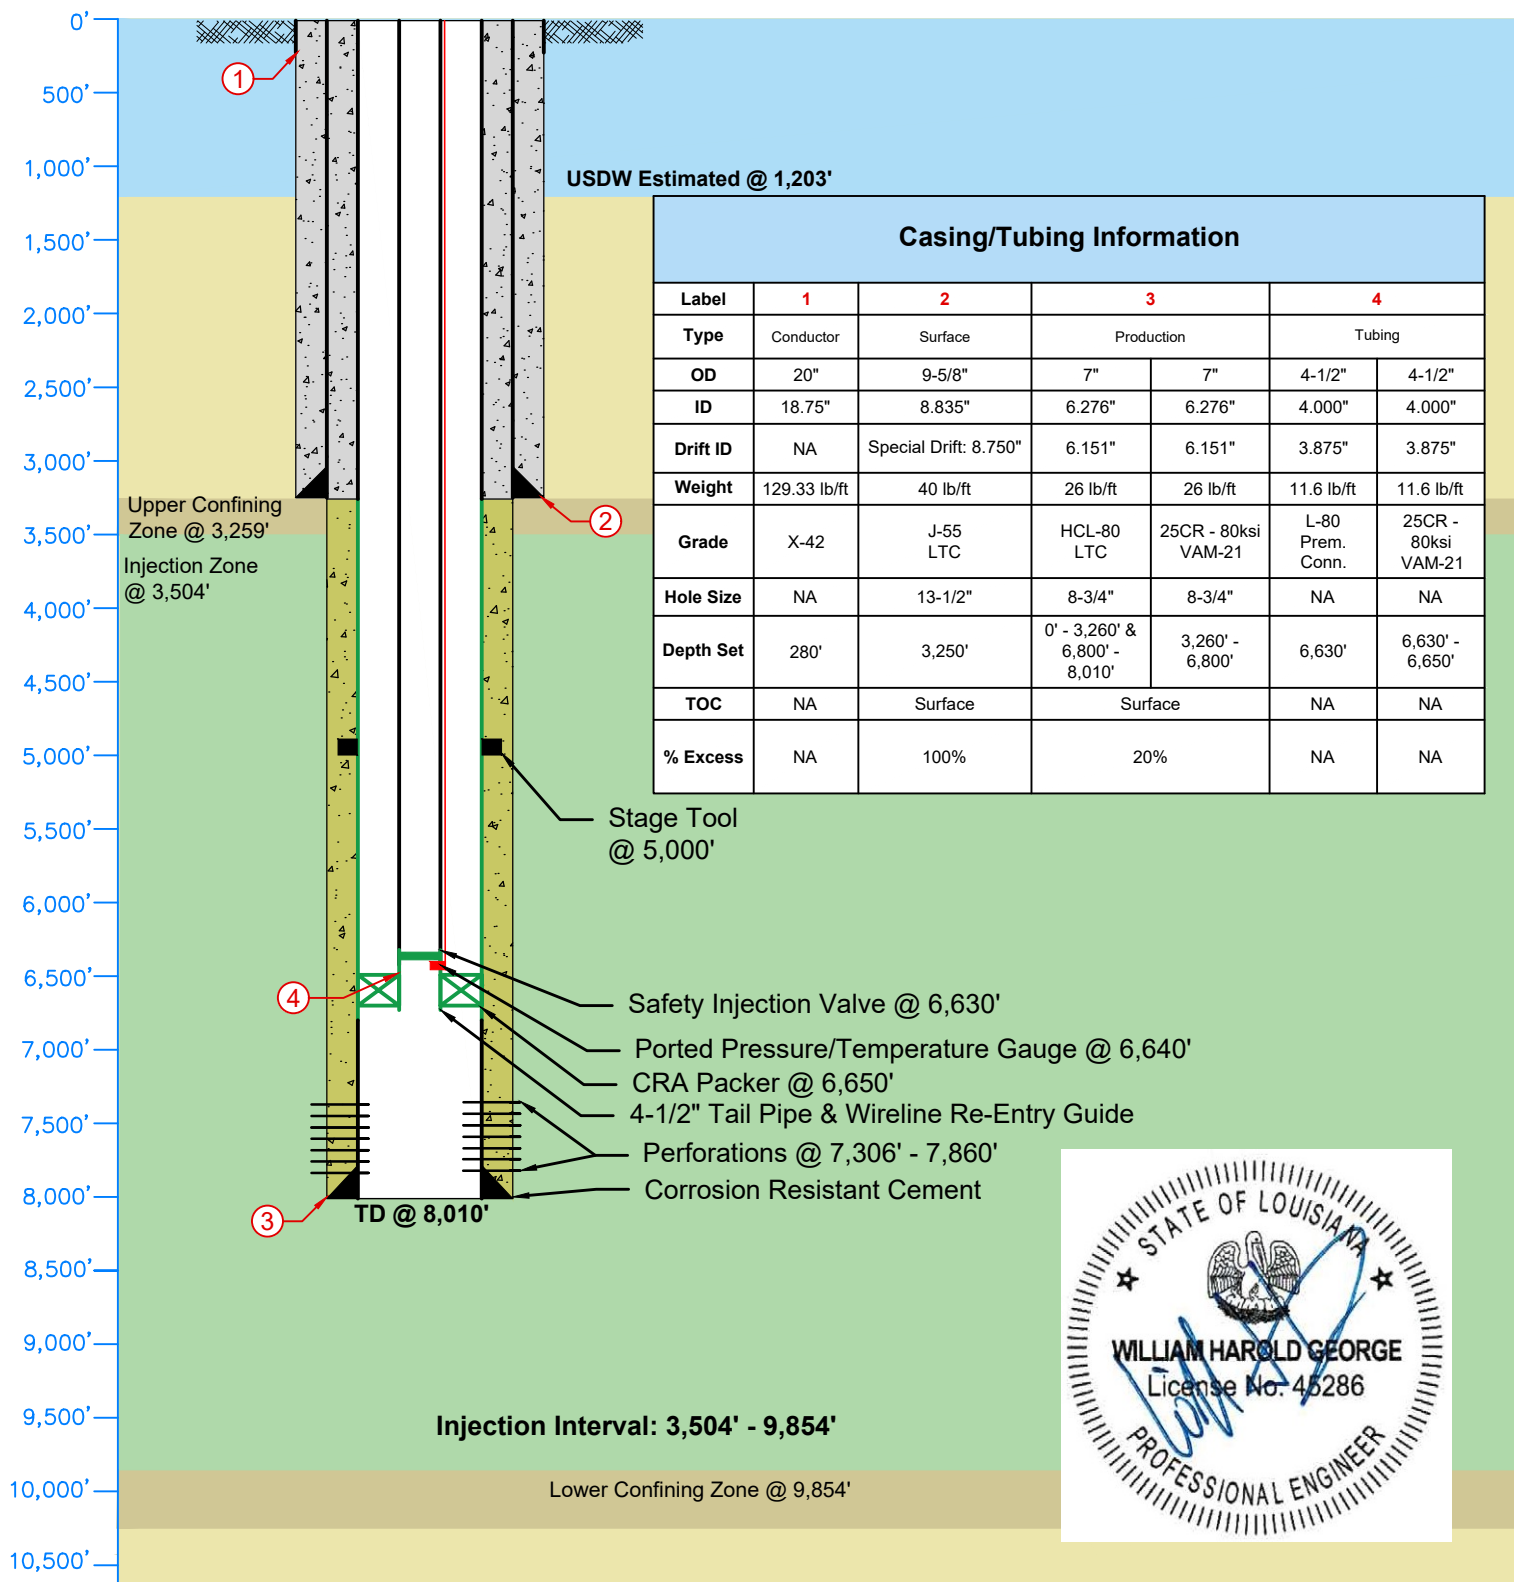 0'
500'
1,000'
1,500'
2,000'
2,500'
3,000'
3,500'
4,000'
4,500'
5,000'
5,500'
6,000'
6,500'
7,000'
7,500'
8,000'
8,500'
9,000'
9,500'
10,000'
10,500'
1
USDW Estimated @ 1,203'
Casing/Tubing Information
Label 1 2 3 4
Type Conductor Surface Production Tubing
OD 20" 9-5/8" 7" 7" 4-1/2" 4-1/2"
ID 18.75" 8.835" 6.276" 6.276" 4.000" 4.000"
Drift ID NA Special Drift: 8.750" 6.151" 6.151" 3.875" 3.875"
Weight 129.33 lb/ft 40 lb/ft 26 lb/ft 26 lb/ft 11.6 lb/ft 11.6 lb/ft
Grade X-42 J-55 LTC HCL-80 LTC 25CR - 80ksi VAM-21 L-80 Prem. Conn. 25CR - 80ksi VAM-21
Hole Size NA 13-1/2" 8-3/4" 8-3/4" NA NA
Depth Set 280' 3,250' 0' - 3,260' & 6,800' - 8,010' 3,260' - 6,800' 6,630' 6,630' - 6,650'
TOC NA Surface Surface NA NA
% Excess NA 100% 20% NA NA
Upper Confining
Zone @ 3,259'
2
Injection Zone
@ 3,504'
Stage Tool
@ 5,000'
4
Safety Injection Valve @ 6,630'
Ported Pressure/Temperature Gauge @ 6,640'
CRA Packer @ 6,650'
4-1/2" Tail Pipe & Wireline Re-Entry Guide
Perforations @ 7,306' - 7,860'
Corrosion Resistant Cement
3
TD @ 8,010'
Injection Interval: 3,504' - 9,854'
Lower Confining Zone @ 9,854'
STATE OF LOUISIANA
WILLIAM HAROLD GEORGE
License No. 45286
PROFESSIONAL ENGINEER